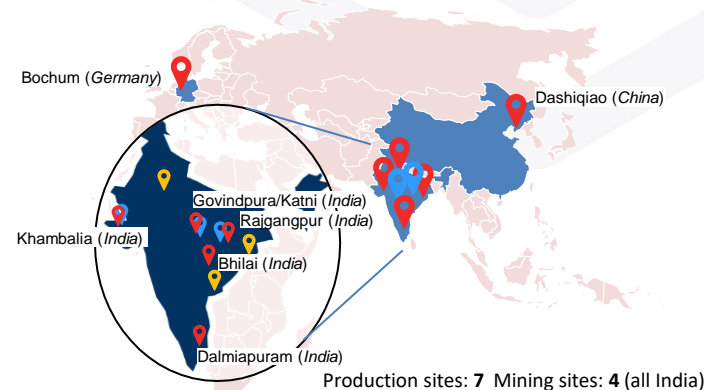 Bochum (Germany)
Dashiqiao (China)
Govindpura/Katni (India)
Rajgangpur (India)
Khambalia (India)
Bhilai (India)
Dalmiapuram (India)
Production sites: 7 Mining sites: 4 (all India)